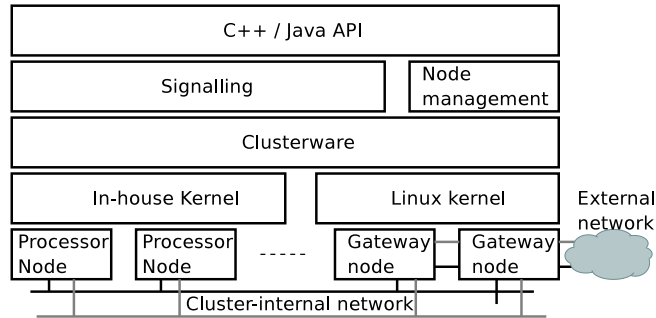 C++ / Java API
Signalling
Node
management
Clusterware
In-house Kernel
Linux kernel
External
network
Processor
Node
Processor
Node
Gateway
node
Gateway
node
Cluster-internal network